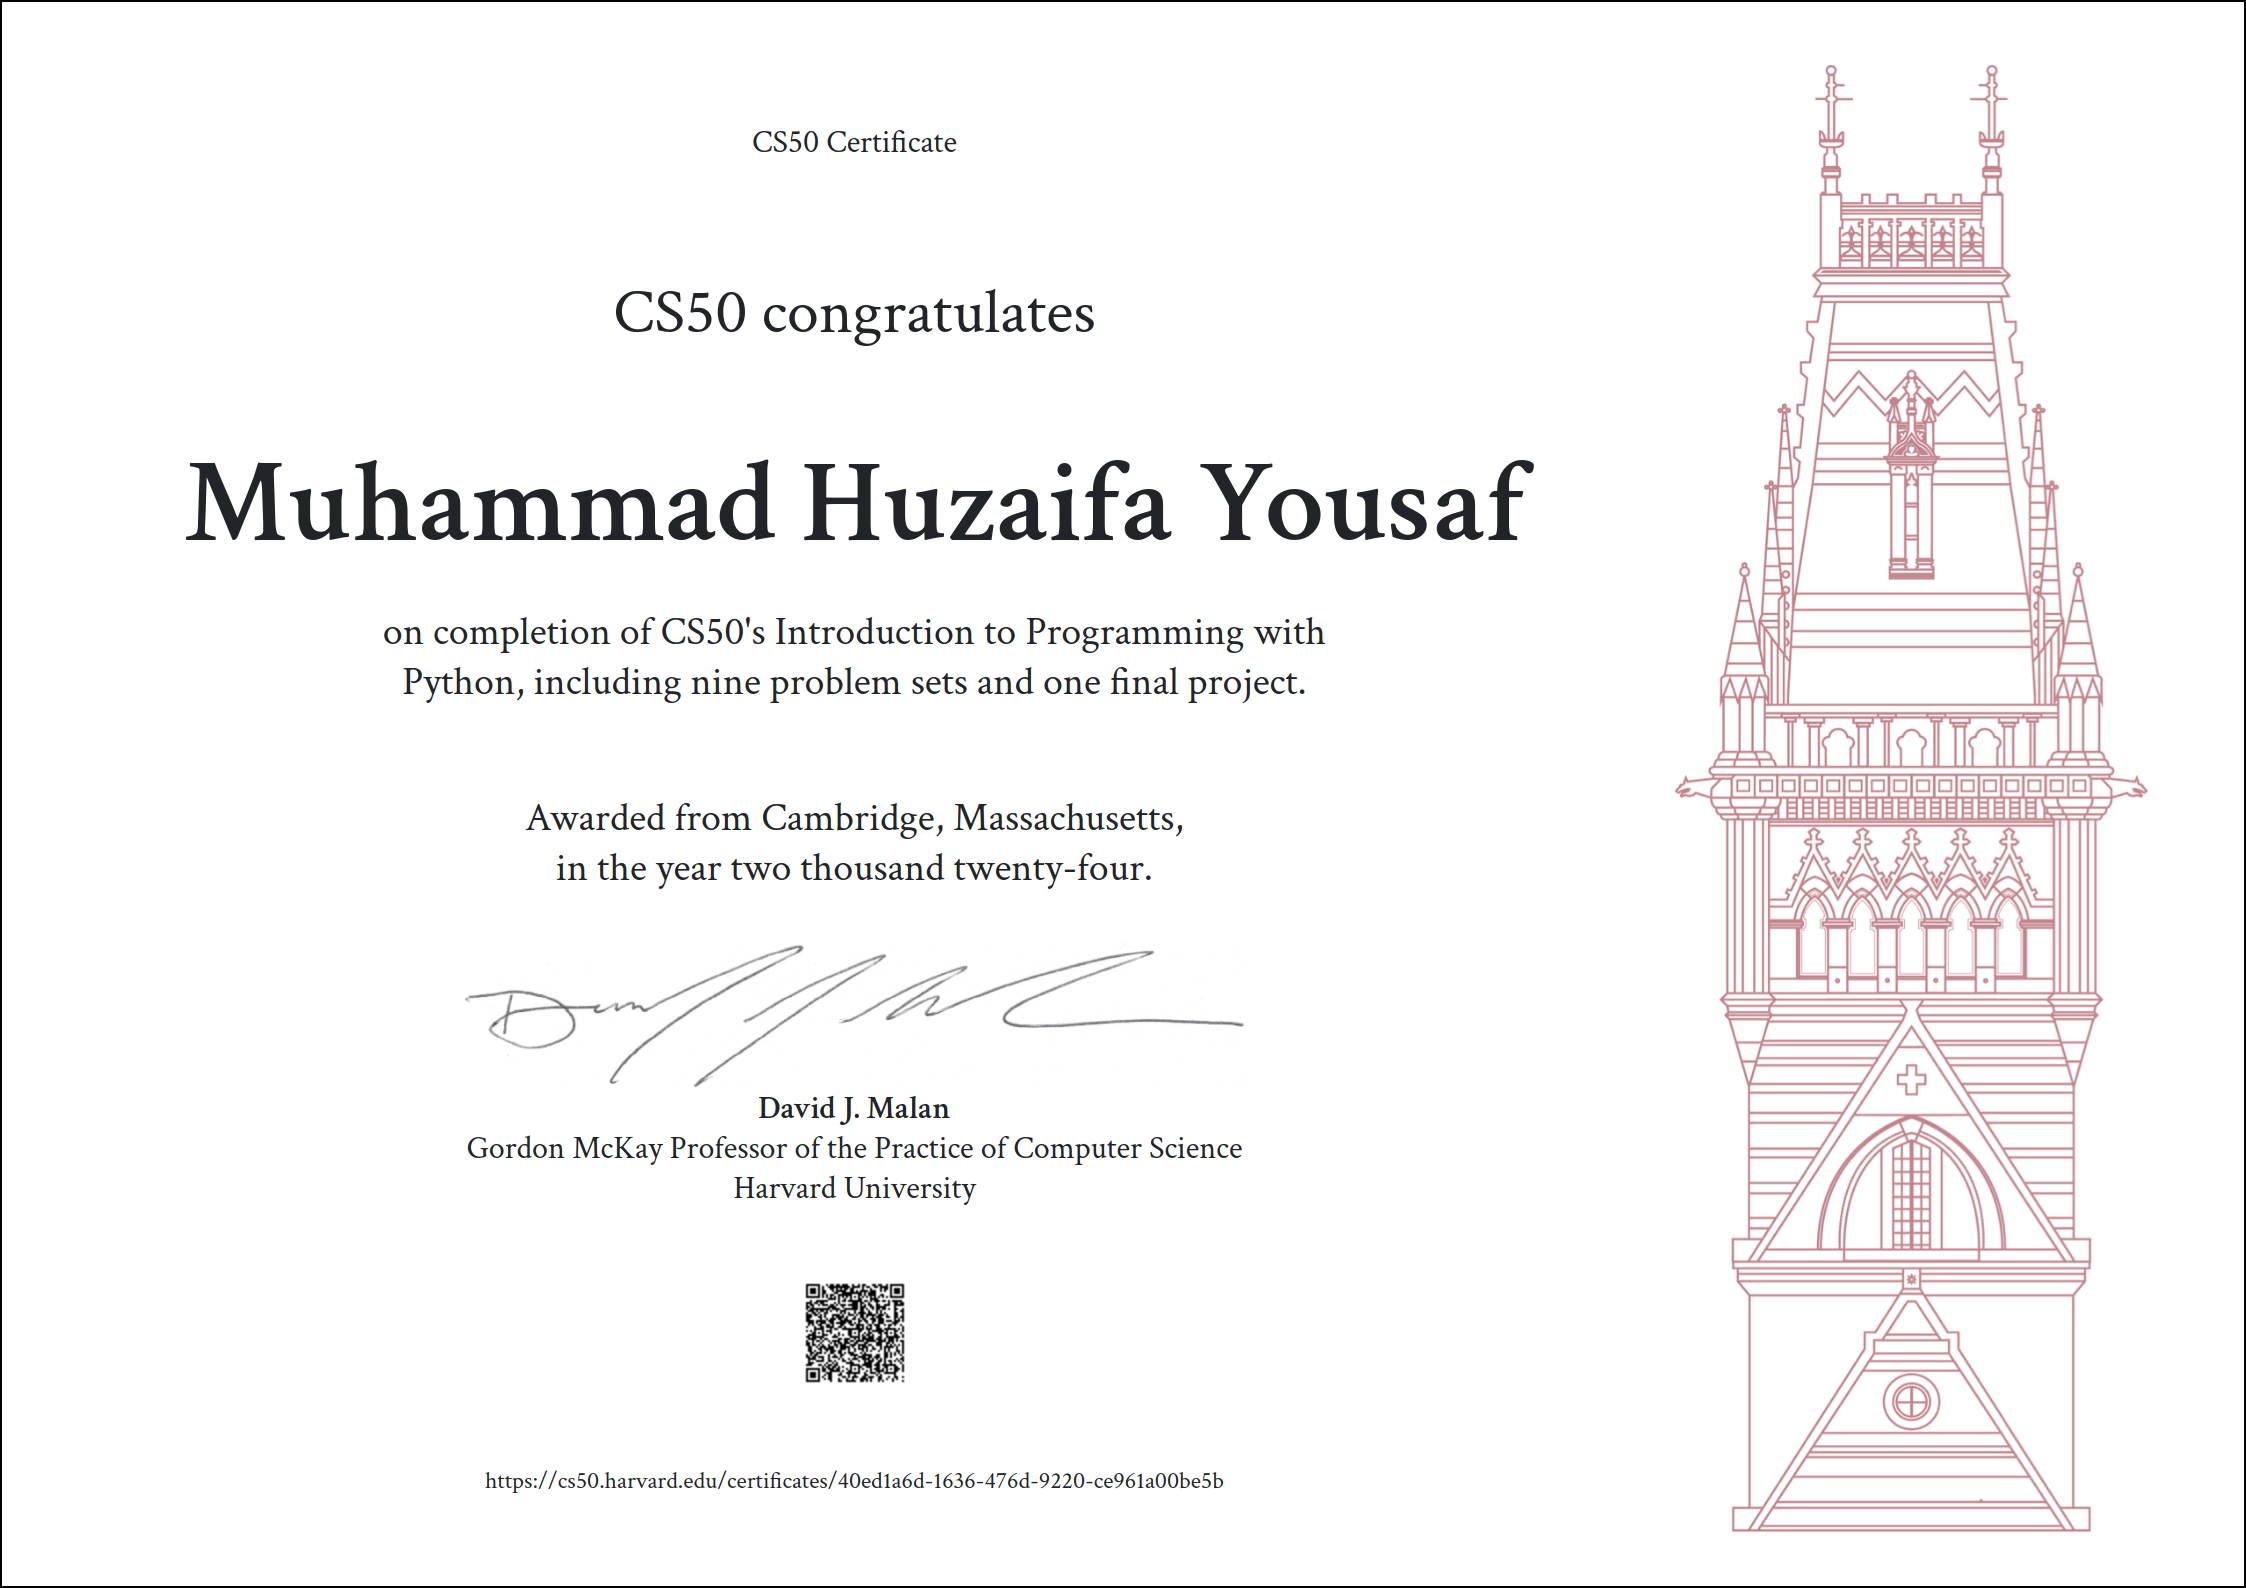 CS50 Certificate
CS50 congratulates
Muhammad Huzaifa Yousaf
on completion of CS50's Introduction to Programming with
Python, including nine problem sets and one final project.
Awarded from Cambridge, Massachusetts,
in the year two thousand twenty-four.
David J. Malan
Gordon McKay Professor of the Practice of Computer Science
Harvard University
https://cs50.harvard.edu/certificates/40ed1a6d-1636-476d-9220-ce961a00be5b